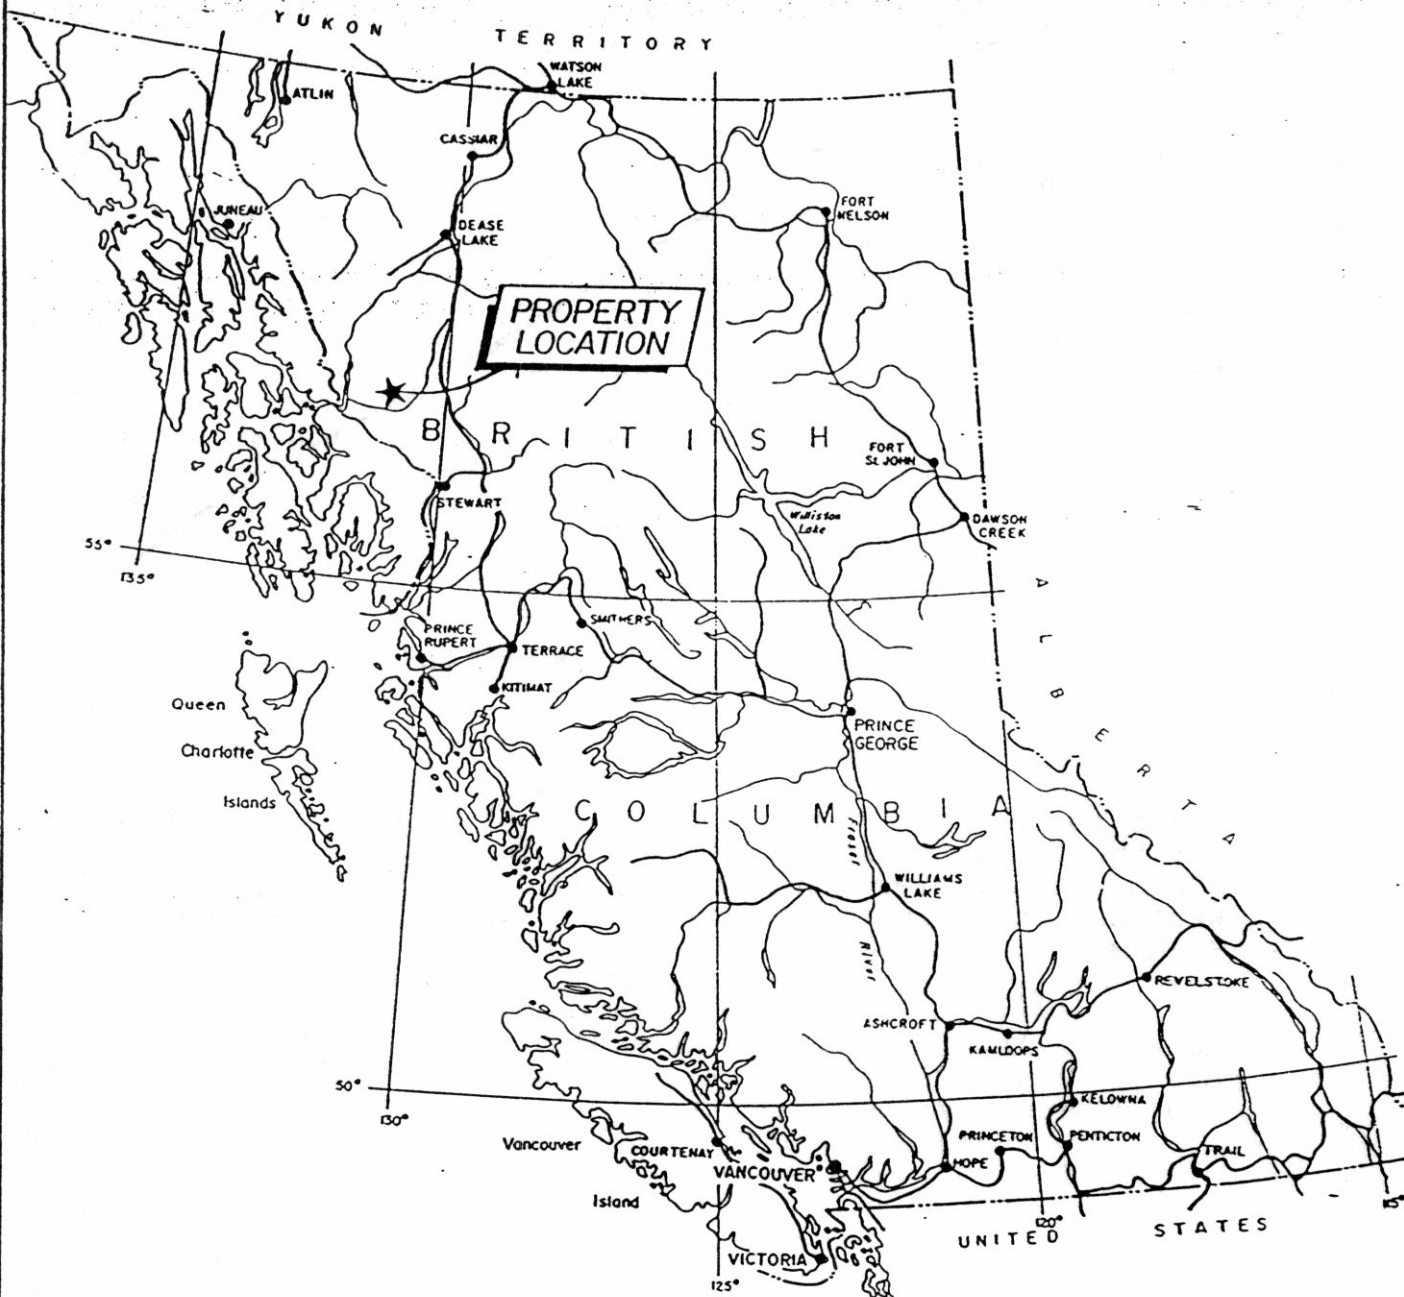 YUKON TERRITORY
WATSON
LAKE
ATLIN
CASSIAR
JUNEAU
FORT
NELSON
DEASE
LAKE
PROPERTY
LOCATION
BRITISH
FORT
ST. JOHN
STEWART
Williston
Lake
DAWSON
CREEK
55°
135°
ALBERTA
SMITHERS
PRINCE
RUPERT
TERRACE
KITIMAT
Queen
Charlotte
Islands
PRINCE
GEORGE
COLUMBIA
Fraser
River
WILLIAMS
LAKE
REVELSTOKE
ASHCROFT
KAMLOOPS
50°
130°
KELOWNA
Vancouver
Island
COURTENAY
VANCOUVER
PRINCETON
PENTICTON
HOPE
TRAIL
120°
115°
UNITED STATES
VICTORIA
125°